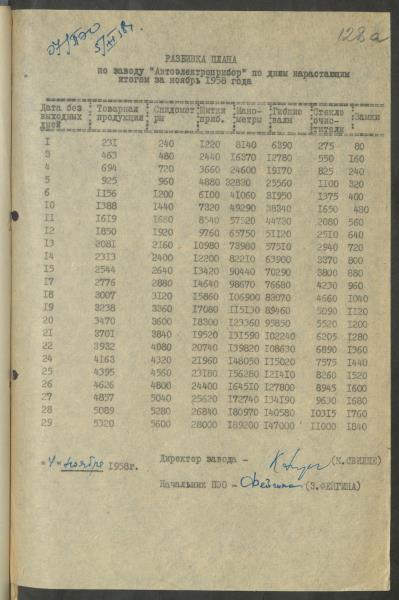 128а
РАЗБИВКА ПЛАНА
по заводу "Автоэлектроприбор" по дням нарастающим
итогом за ноябрь 1958 года
Дата без выходных дней : Товарная продукция : Спидометры : Щитки приб. : Манометры : Гибкие валы : Стекло очистители : Замки
1 231 240 1220 8140 6390 275 80
3 463 480 2440 16370 12780 550 160
4 694 720 3660 24600 19170 825 240
5 925 960 4880 32830 25560 1100 320
6 1156 1200 6100 41060 31950 1375 400
10 1388 1440 7320 49290 38340 1650 480
11 1619 1680 8540 57520 44730 2080 560
12 1850 1920 9760 65750 51120 2510 640
13 2081 2160 10980 73980 57510 2940 720
14 2313 2400 12200 82210 63900 3370 800
15 2544 2640 13420 90440 70290 3800 880
17 2776 2880 14640 98670 76680 4230 960
18 3007 3120 15860 106900 83070 4660 1040
19 3238 3360 17080 115130 89460 5090 1120
20 3470 3600 18300 123360 95850 5520 1200
21 3701 3840 19520 131590 102240 6205 1280
22 3932 4080 20740 139820 108630 6890 1360
24 4163 4320 21960 148050 115020 7575 1440
25 4395 4560 23180 156280 121410 8260 1520
26 4626 4800 24400 164510 127800 8945 1600
27 4857 5040 25620 172740 134190 9630 1680
28 5089 5280 26840 180970 140580 10315 1760
29 5320 5600 28000 189200 147000 11000 1840
"4" ноября 1958г.
Директор завода - (К.СВИЛПЕ)
Начальник ПЭО - Фейгина (З.ФЕЙГИНА)